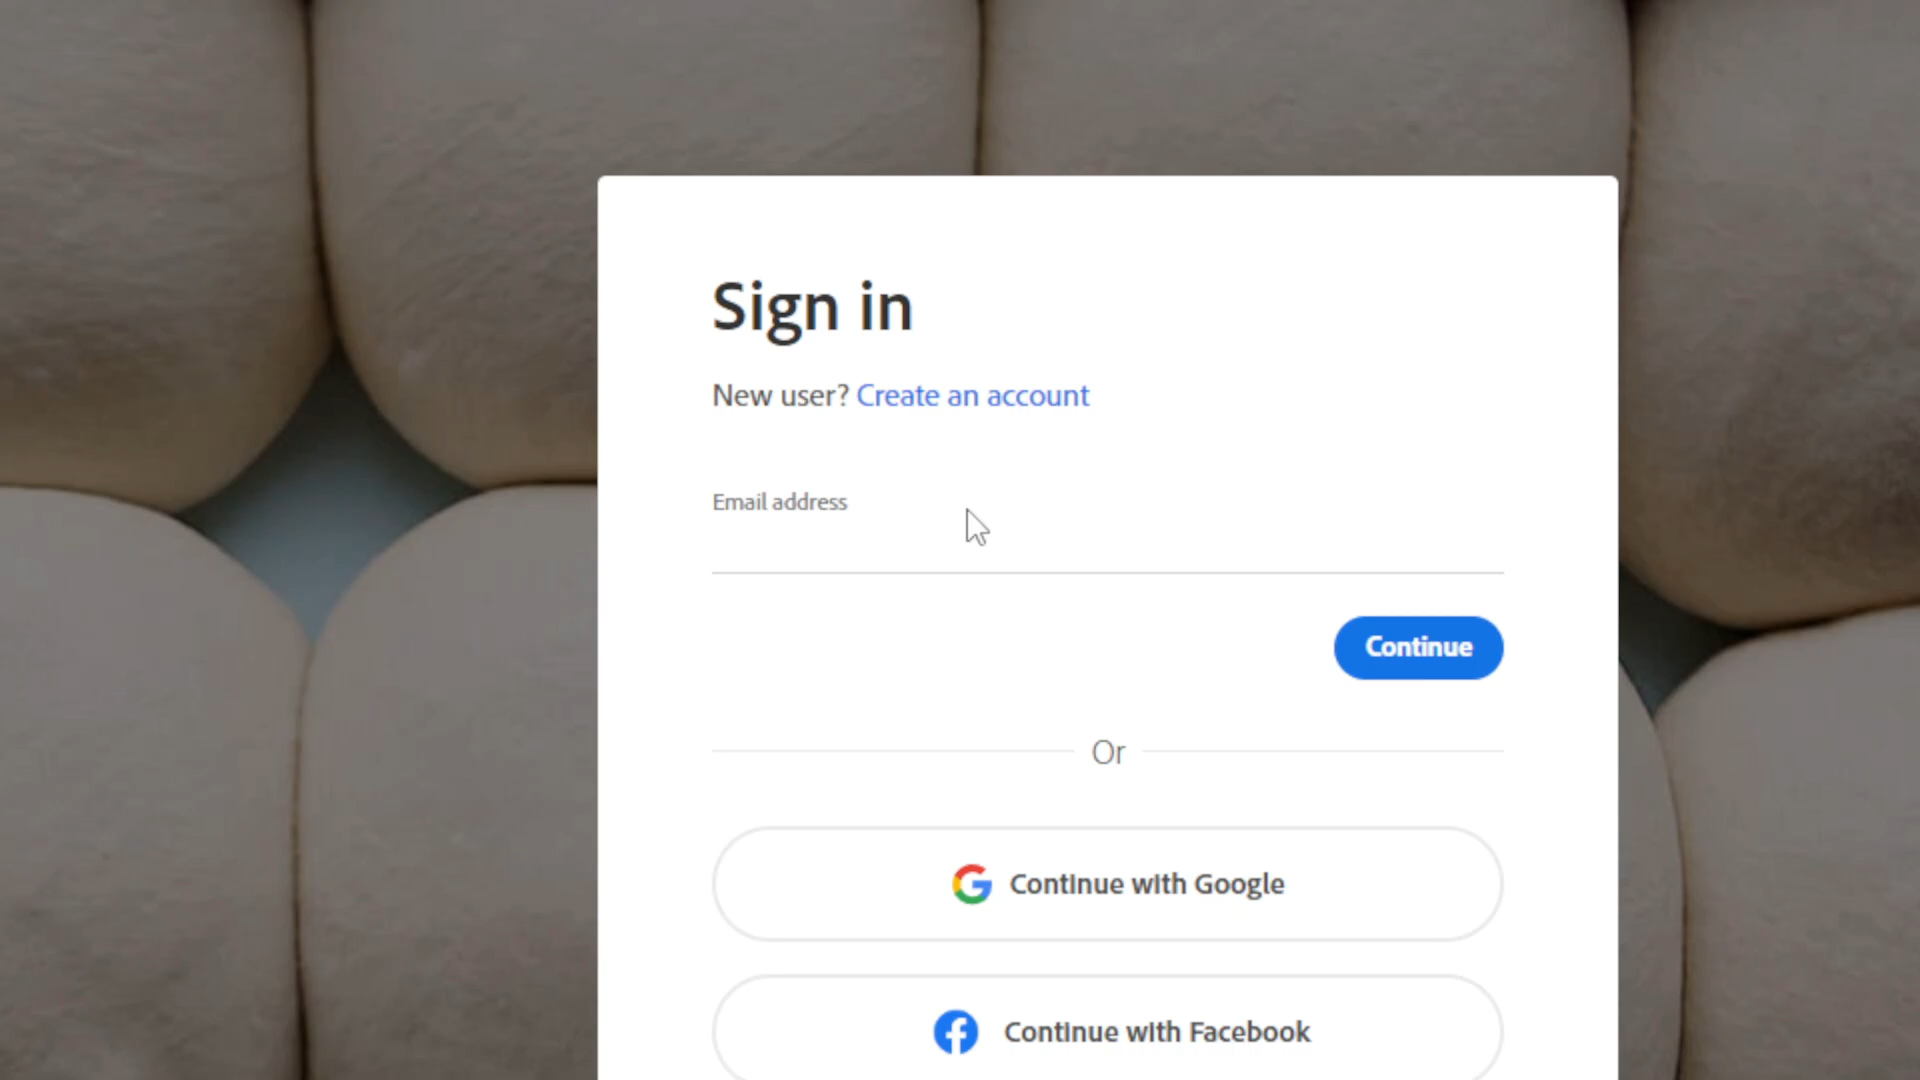 Sign in
New user? Create an account
Email address
Continue
Or
Continue with Google
Continue with Facebook